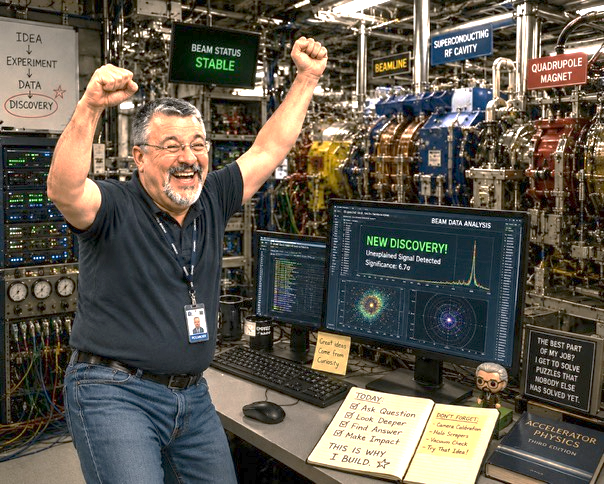 IDEA
EXPERIMENT
DATA
DISCOVERY
BEAM STATUS
STABLE
BEAMLINE
SUPERCONDUCTING
RF CAVITY
QUADRUPOLE
MAGNET
BEAM DATA ANALYSIS
NEW DISCOVERY!
Unexplained Signal Detected
Significance: 6.7σ
Great ideas
Come from
Curiosity
TODAY:
Ask Question
Look Deeper
Find Answer
Make Impact
THIS IS WHY
I BUILD.
DON'T FORGET:
- Camera Calibration
- Vacuum Check
- Try That Idea!
THE BEST PART
OF MY JOB?
I GET TO SOLVE
PUZZLES THAT
NOBODY ELSE
HAS SOLVED YET.
ACCELERATOR
PHYSICS
THIRD EDITION